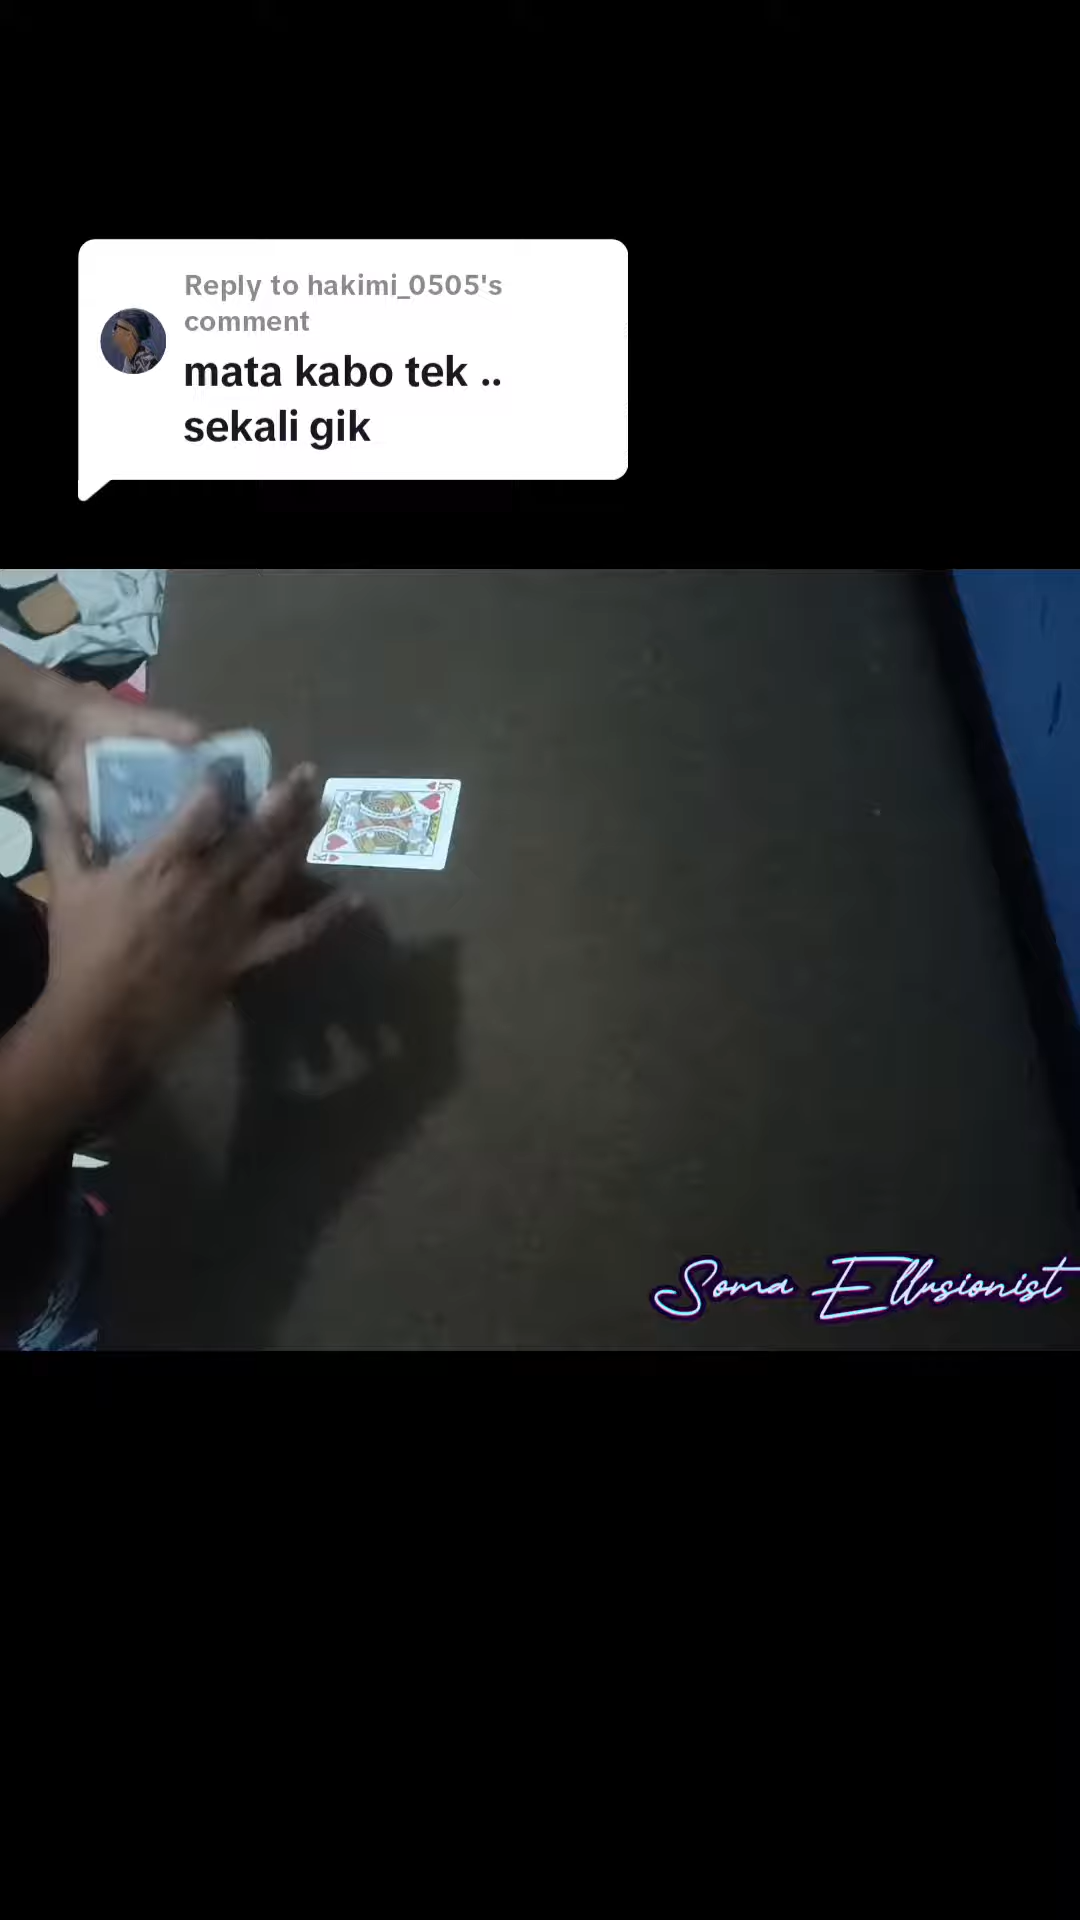 Reply to hakimi_0505's
comment
mata kabo tek ..
sekali gik
K
K
Soma Ellusionist